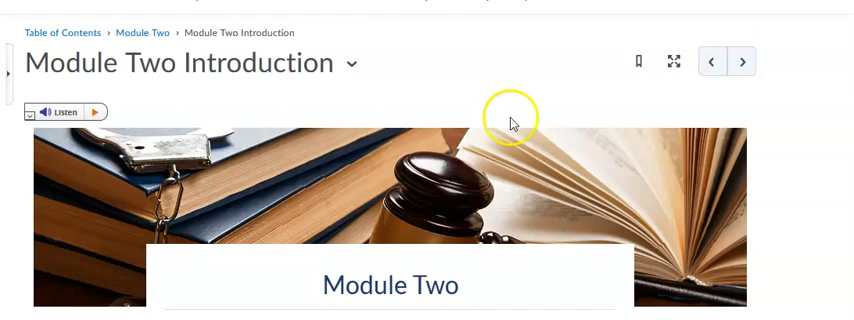 Table of Contents › Module Two › Module Two Introduction
Module Two Introduction
Listen
Module Two